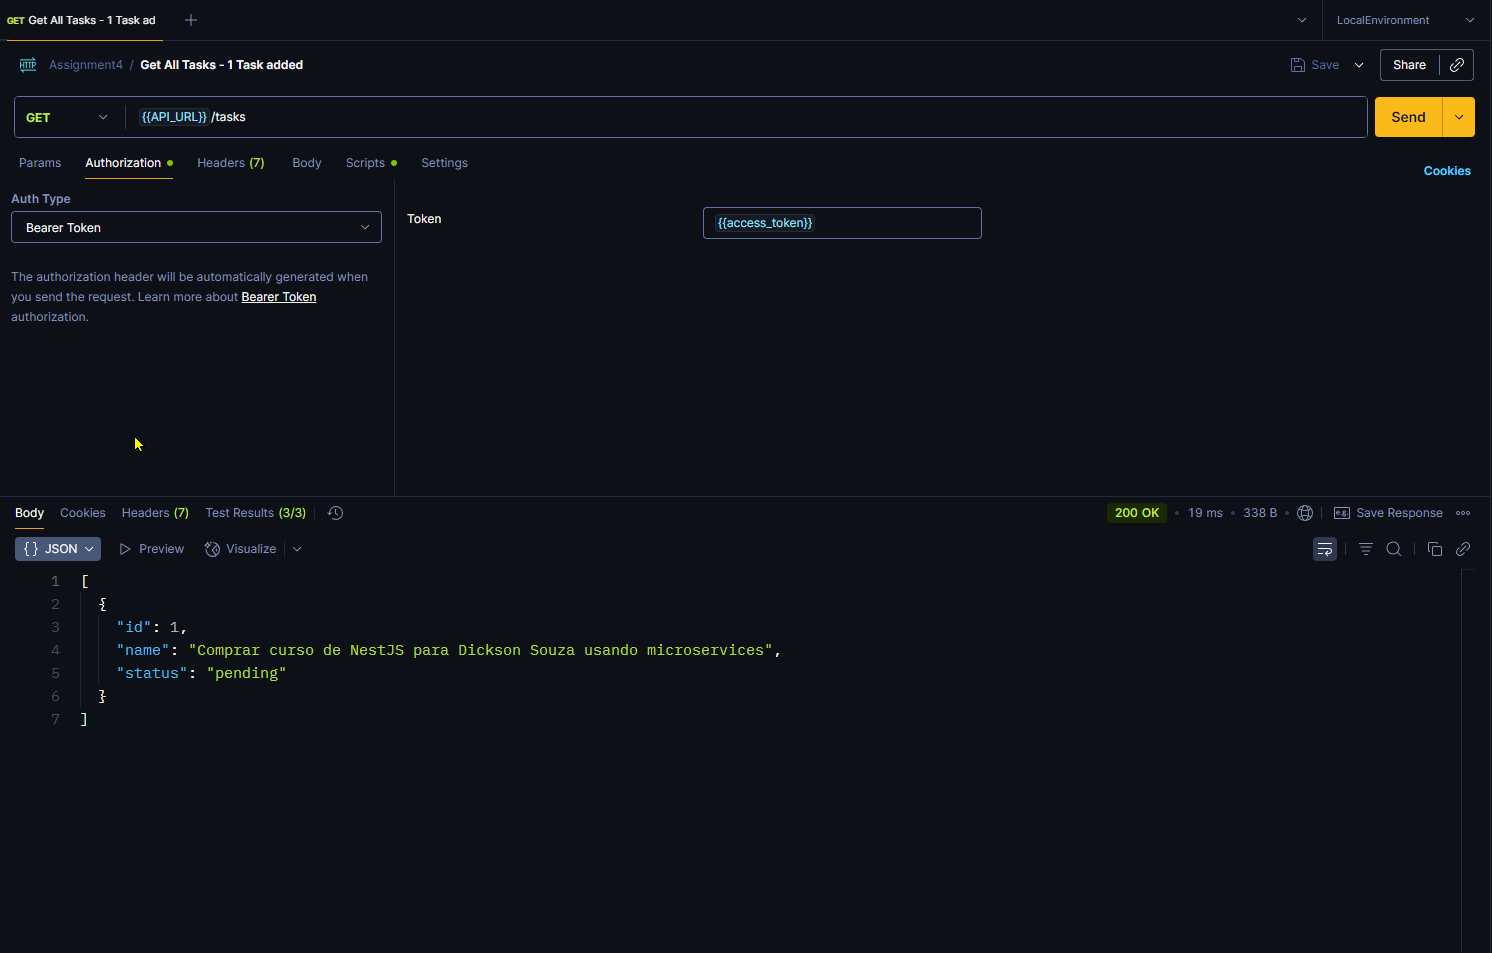 GET Get All Tasks - 1 Task ad
LocalEnvironment
HTTP Assignment4 / Get All Tasks - 1 Task added
Save
Share
GET {{API_URL}} /tasks
Send
Params Authorization Headers (7) Body Scripts Settings
Cookies
Auth Type
Bearer Token
Token
{{access_token}}
The authorization header will be automatically generated when
you send the request. Learn more about Bearer Token
authorization.
Body Cookies Headers (7) Test Results (3/3)
200 OK • 19 ms • 338 B • e.g. Save Response
{} JSON Preview Visualize
1 [
2 {
3 "id": 1,
4 "name": "Comprar curso de NestJS para Dickson Souza usando microservices",
5 "status": "pending"
6 }
7 ]